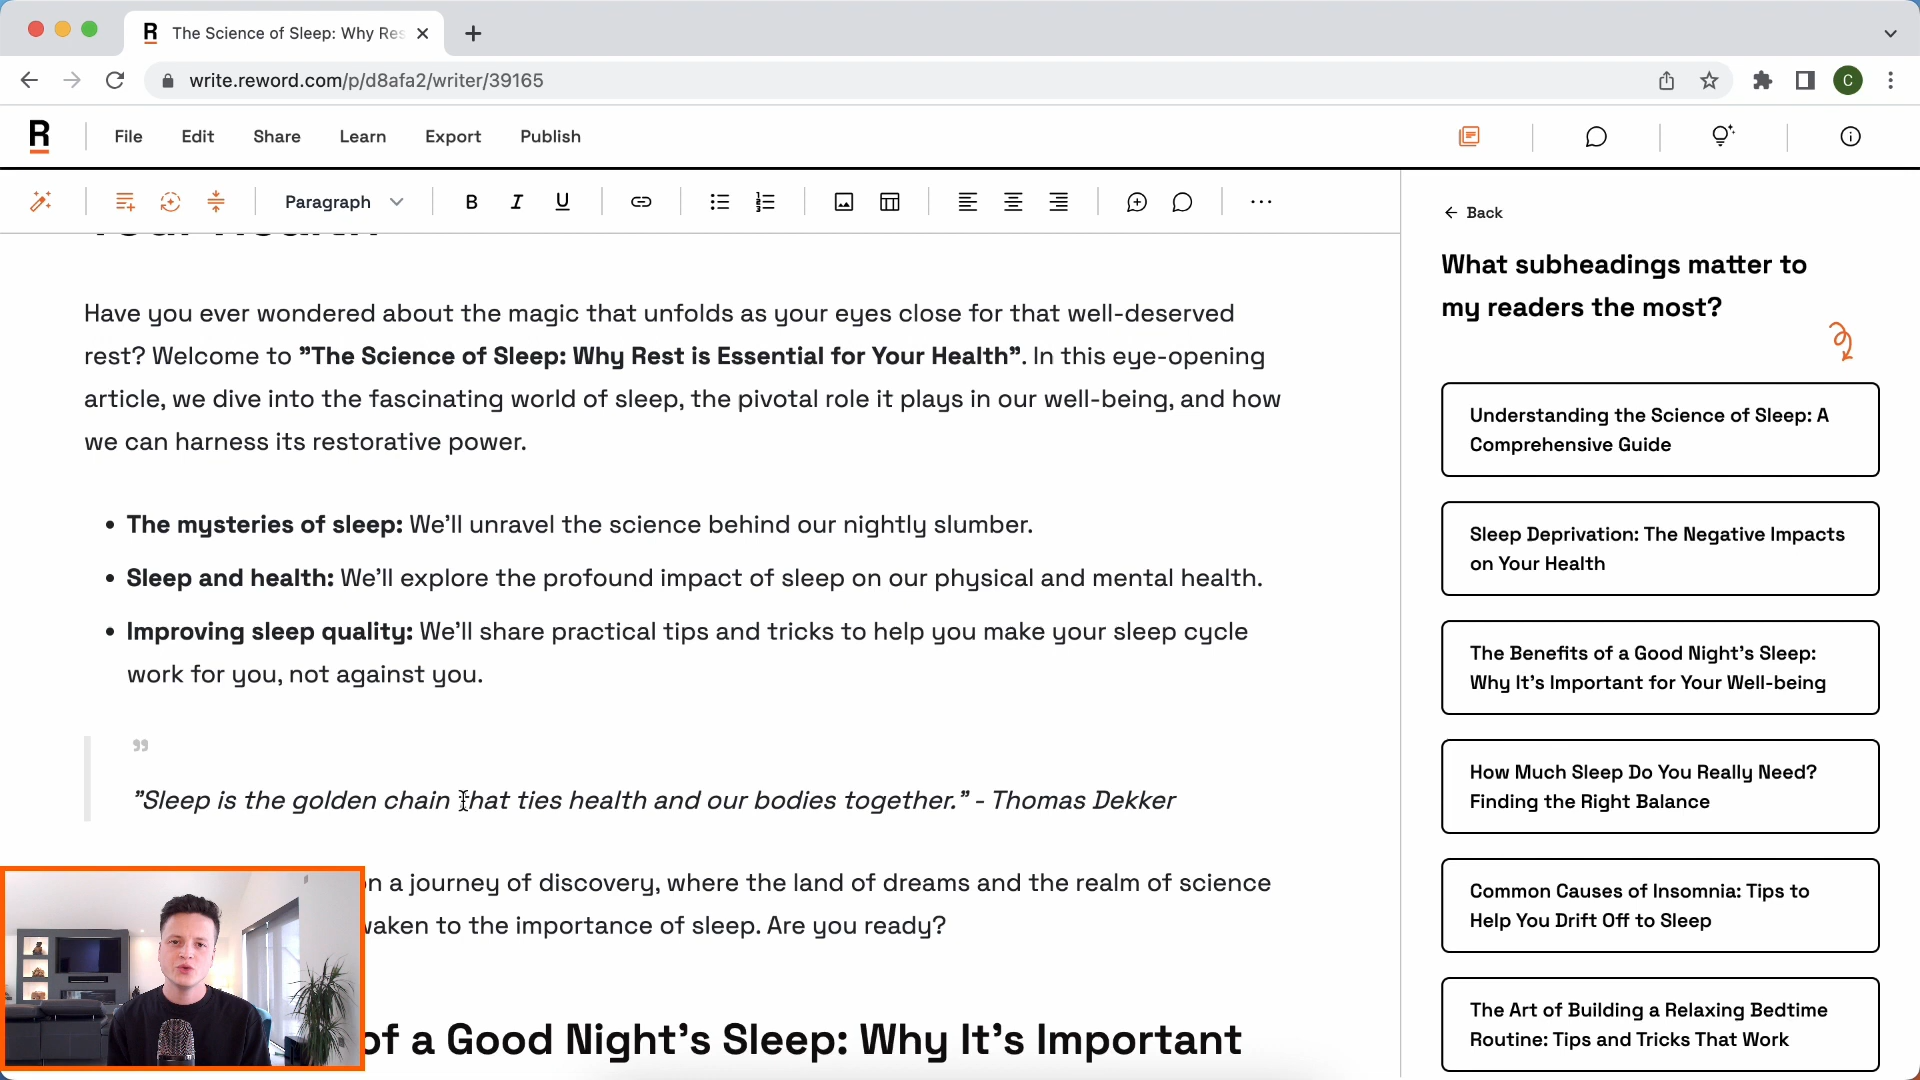 R The Science of Sleep: Why Res
write.reword.com/p/d8afa2/writer/39165
C
R File Edit Share Learn Export Publish
Paragraph B I U
Your Health
Have you ever wondered about the magic that unfolds as your eyes close for that well-deserved
rest? Welcome to ”The Science of Sleep: Why Rest is Essential for Your Health”. In this eye-opening
article, we dive into the fascinating world of sleep, the pivotal role it plays in our well-being, and how
we can harness its restorative power.
• The mysteries of sleep: We’ll unravel the science behind our nightly slumber.
• Sleep and health: We’ll explore the profound impact of sleep on our physical and mental health.
• Improving sleep quality: We’ll share practical tips and tricks to help you make your sleep cycle
work for you, not against you.
”
”Sleep is the golden chain that ties health and our bodies together.” - Thomas Dekker
on a journey of discovery, where the land of dreams and the realm of science
waken to the importance of sleep. Are you ready?
of a Good Night’s Sleep: Why It’s Important
Back
What subheadings matter to
my readers the most?
Understanding the Science of Sleep: A
Comprehensive Guide
Sleep Deprivation: The Negative Impacts
on Your Health
The Benefits of a Good Night’s Sleep:
Why It’s Important for Your Well-being
How Much Sleep Do You Really Need?
Finding the Right Balance
Common Causes of Insomnia: Tips to
Help You Drift Off to Sleep
The Art of Building a Relaxing Bedtime
Routine: Tips and Tricks That Work